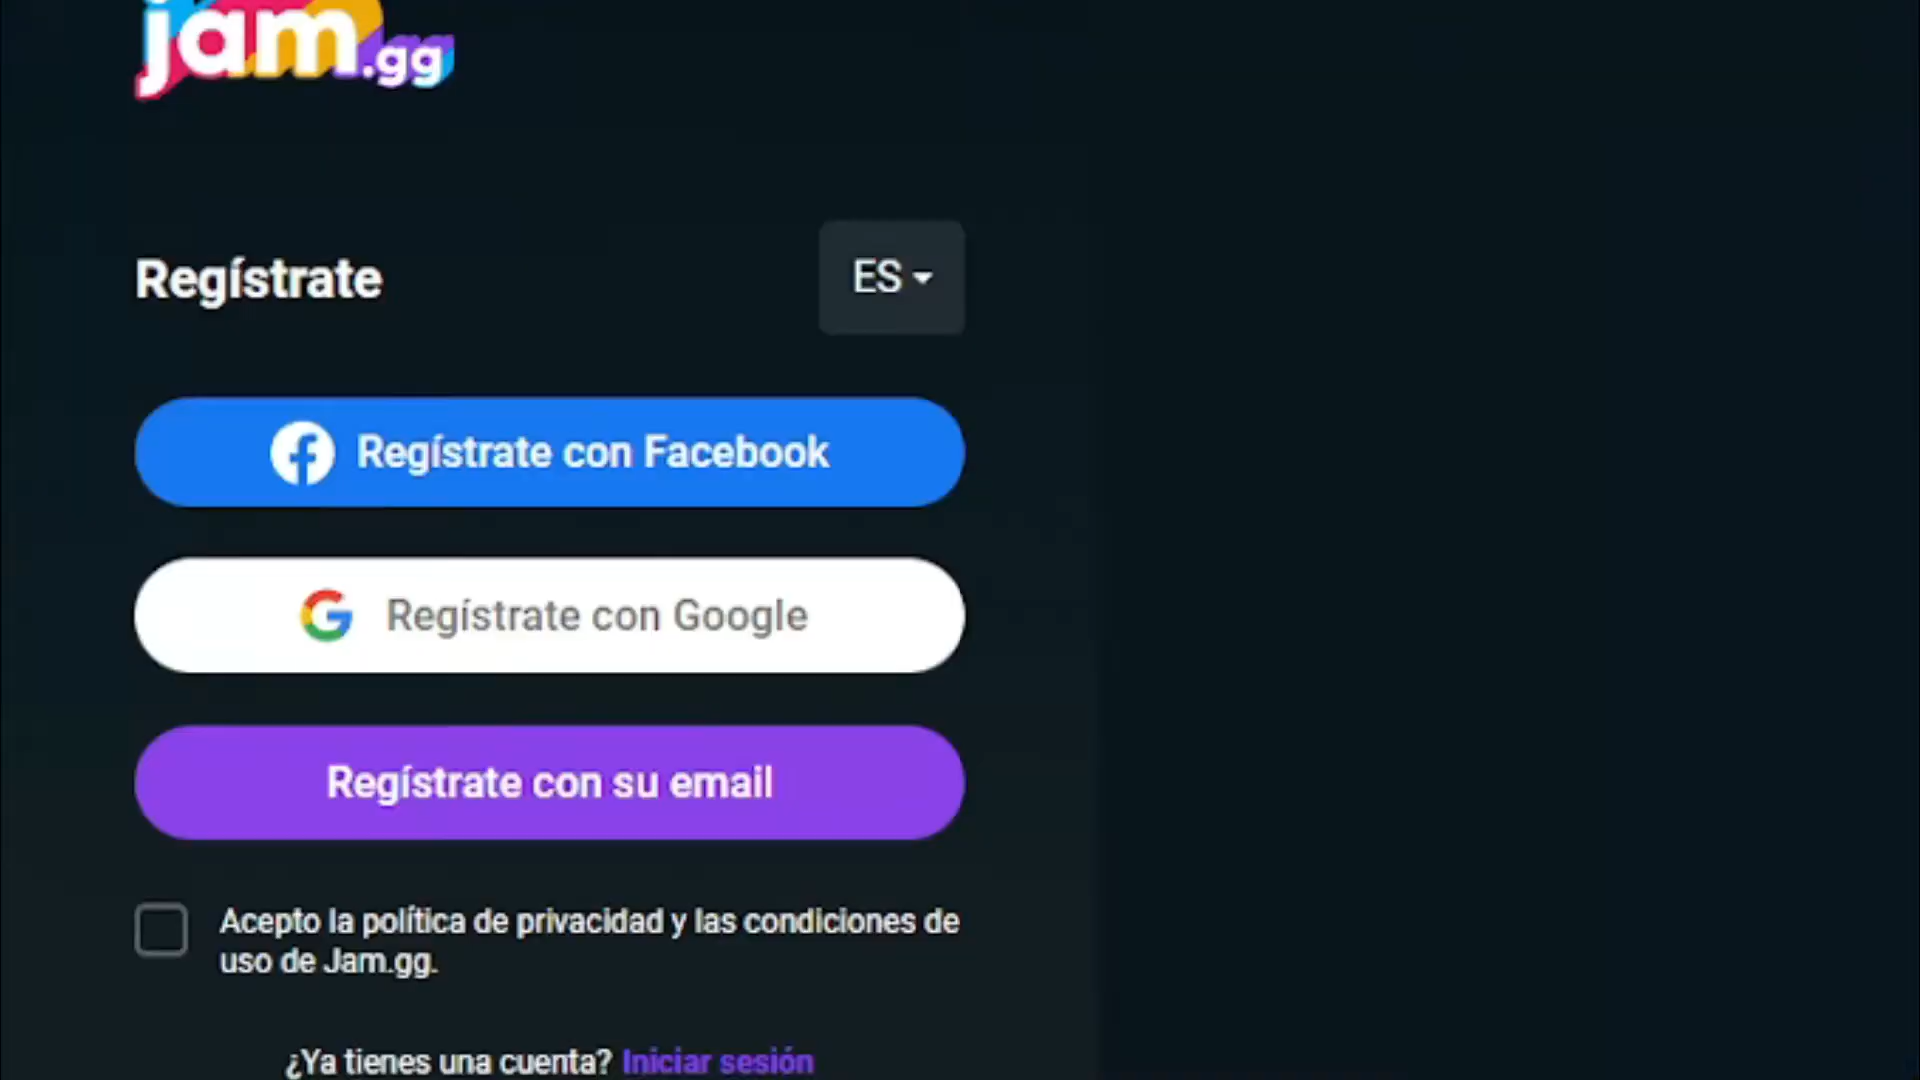 jam.gg
Regístrate
ES
Regístrate con Facebook
Regístrate con Google
Regístrate con su email
Acepto la política de privacidad y las condiciones de
uso de Jam.gg.
¿Ya tienes una cuenta? Iniciar sesión